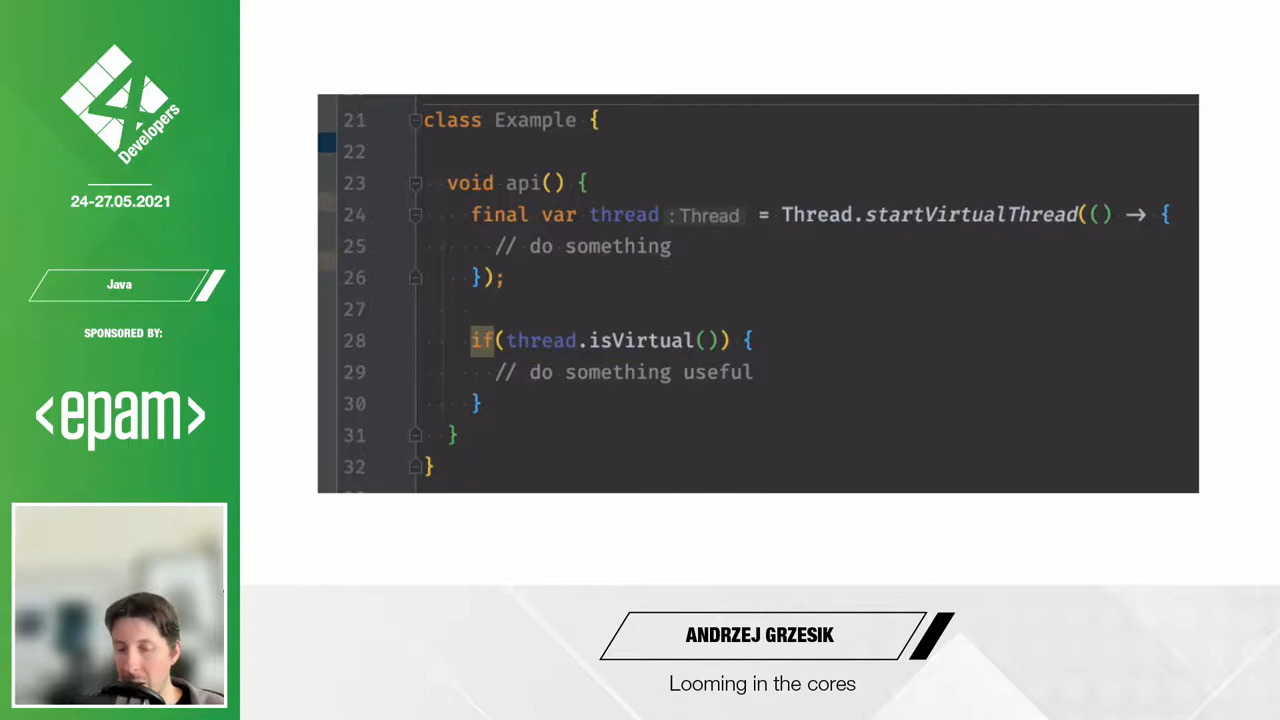 4
Developers
24-27.05.2021
Java
SPONSORED BY:
<epam>
21 class Example {
22
23 void api() {
24 final var thread : Thread = Thread.startVirtualThread(() → {
25 // do something
26 });
27
28 if(thread.isVirtual()) {
29 // do something useful
30 }
31 }
32 }
ANDRZEJ GRZESIK
Looming in the cores